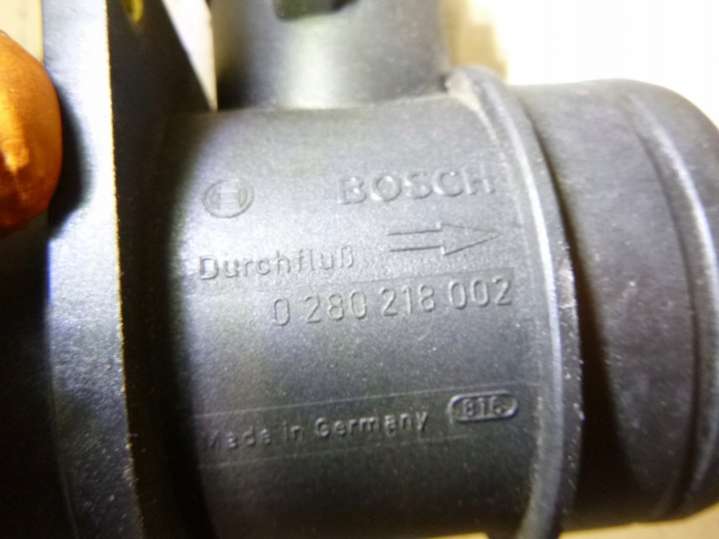 BOSCH
Durchfluß
0 280 218 002
Made in Germany 816